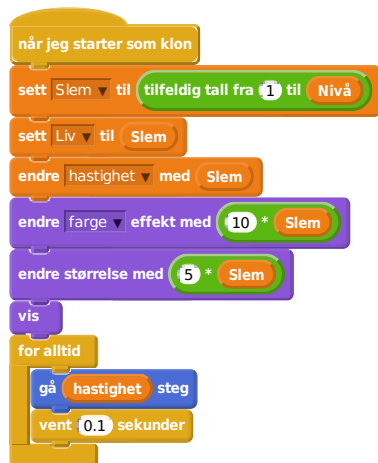 når jeg starter som klon
sett Slem til tilfeldig tall fra 1 til Nivå
sett Liv til Slem
endre hastighet med Slem
endre farge effekt med 10 * Slem
endre størrelse med 5 * Slem
vis
for alltid
gå hastighet steg
vent 0.1 sekunder